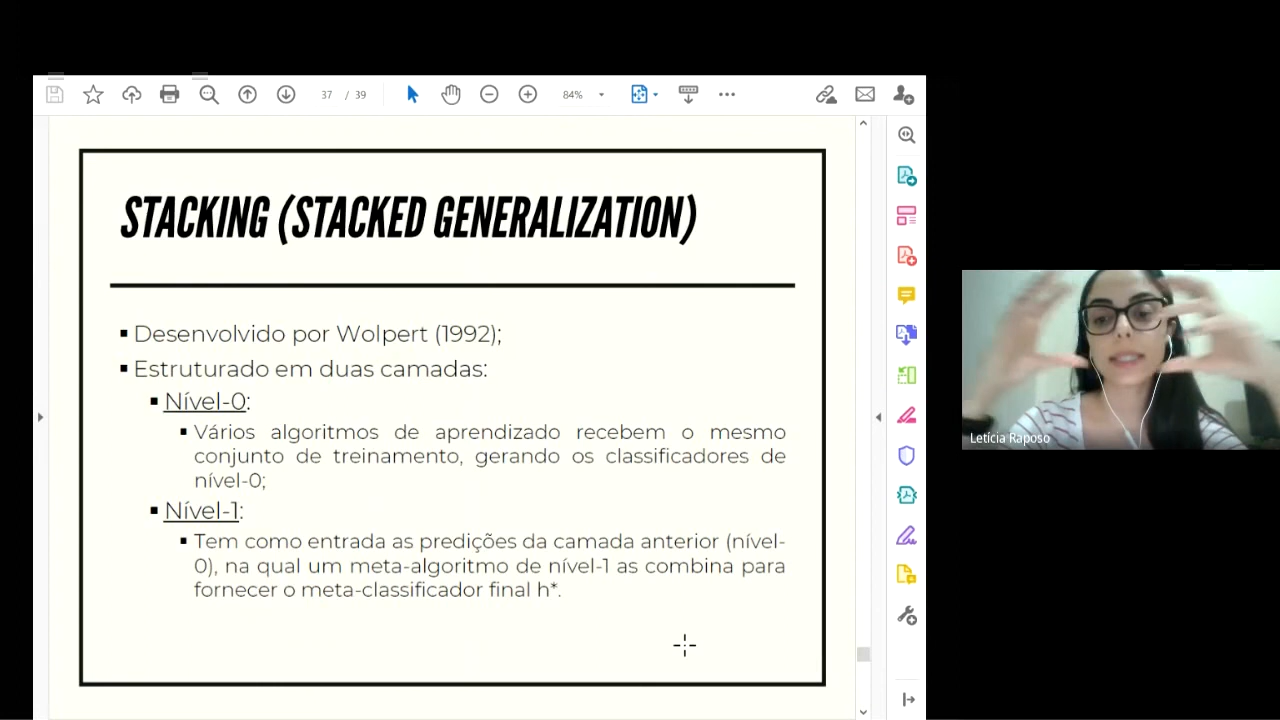 37 / 39
84%
STACKING (STACKED GENERALIZATION)
▪ Desenvolvido por Wolpert (1992);
▪ Estruturado em duas camadas:
▪ Nível-0:
▪ Vários algoritmos de aprendizado recebem o mesmo
conjunto de treinamento, gerando os classificadores de
nível-0;
▪ Nível-1:
▪ Tem como entrada as predições da camada anterior (nível-
0), na qual um meta-algoritmo de nível-1 as combina para
fornecer o meta-classificador final h*.
Letícia Raposo